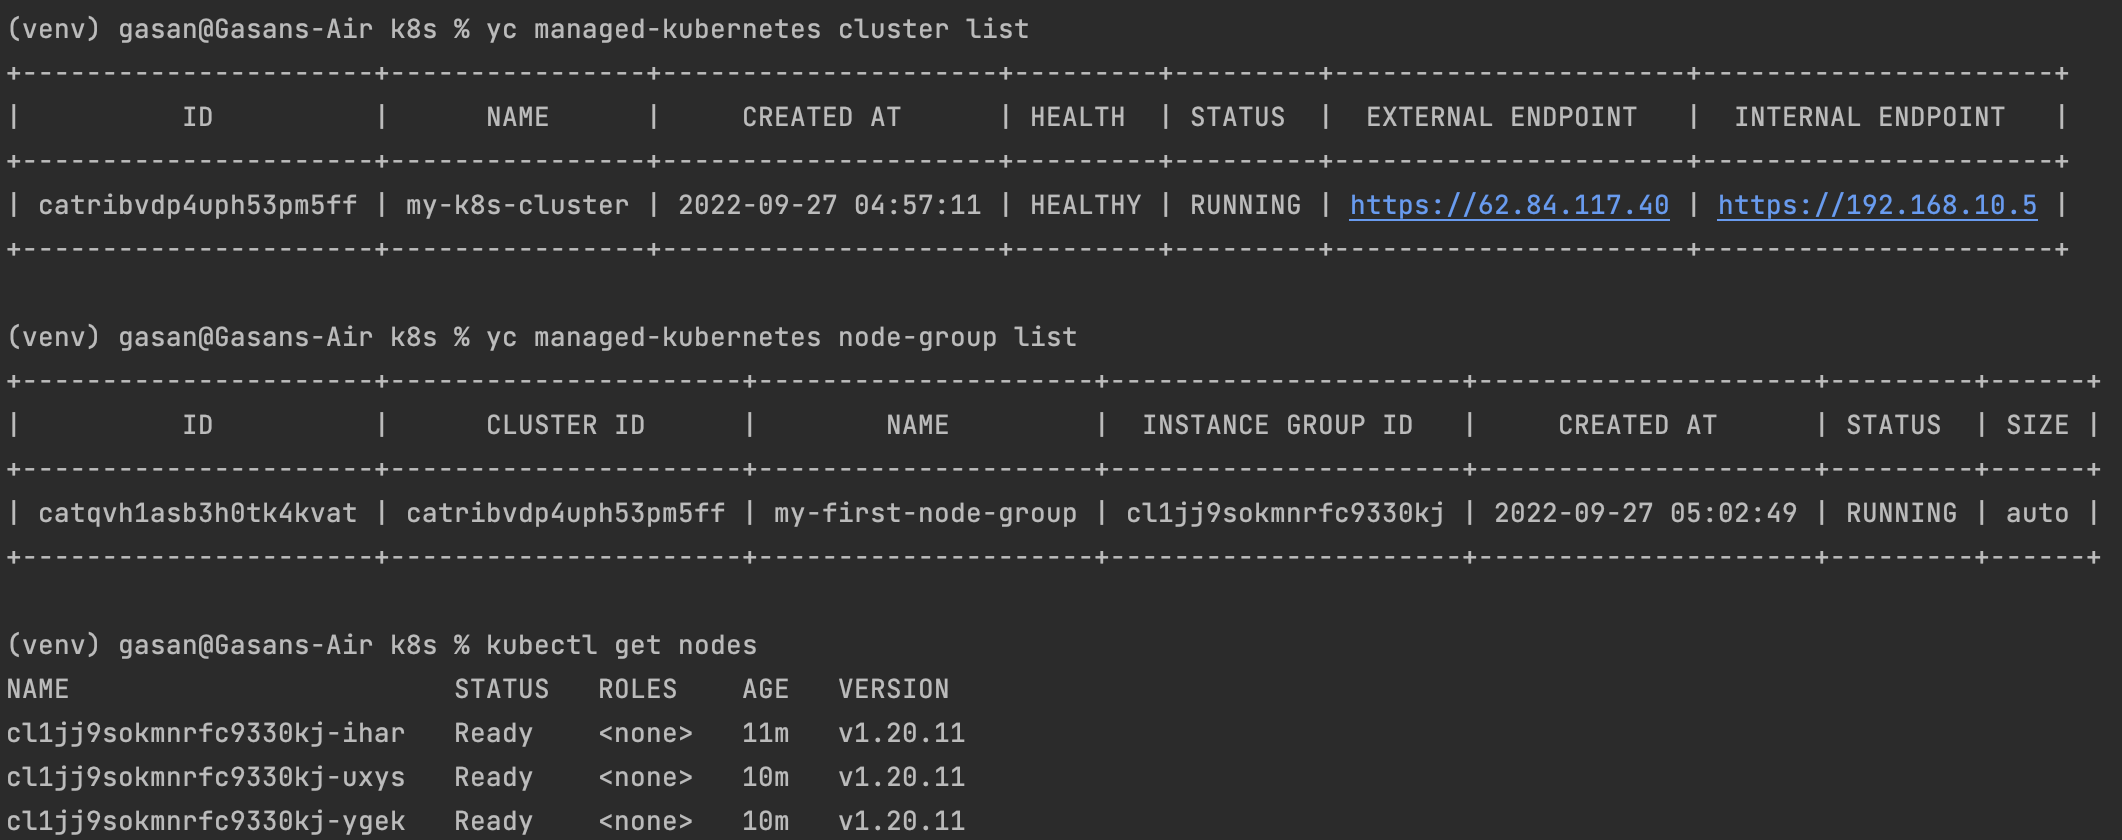 (venv) gasan@Gasans-Air k8s % yc managed-kubernetes cluster list
+----------------------+----------------+---------------------+---------+---------+----------------------+----------------------+
|          ID          |      NAME      |     CREATED AT      | HEALTH  | STATUS  |  EXTERNAL ENDPOINT   |  INTERNAL ENDPOINT   |
+----------------------+----------------+---------------------+---------+---------+----------------------+----------------------+
| catribvdp4uph53pm5ff | my-k8s-cluster | 2022-09-27 04:57:11 | HEALTHY | RUNNING | https://62.84.117.40 | https://192.168.10.5 |
+----------------------+----------------+---------------------+---------+---------+----------------------+----------------------+
(venv) gasan@Gasans-Air k8s % yc managed-kubernetes node-group list
+----------------------+----------------------+---------------------+----------------------+---------------------+---------+------+
|          ID          |      CLUSTER ID      |        NAME         |  INSTANCE GROUP ID   |     CREATED AT      | STATUS  | SIZE |
+----------------------+----------------------+---------------------+----------------------+---------------------+---------+------+
| catqvh1asb3h0tk4kvat | catribvdp4uph53pm5ff | my-first-node-group | cl1jj9sokmnrfc9330kj | 2022-09-27 05:02:49 | RUNNING | auto |
+----------------------+----------------------+---------------------+----------------------+---------------------+---------+------+
(venv) gasan@Gasans-Air k8s % kubectl get nodes
NAME                        STATUS   ROLES    AGE   VERSION
cl1jj9sokmnrfc9330kj-ihar   Ready    <none>   11m   v1.20.11
cl1jj9sokmnrfc9330kj-uxys   Ready    <none>   10m   v1.20.11
cl1jj9sokmnrfc9330kj-ygek   Ready    <none>   10m   v1.20.11